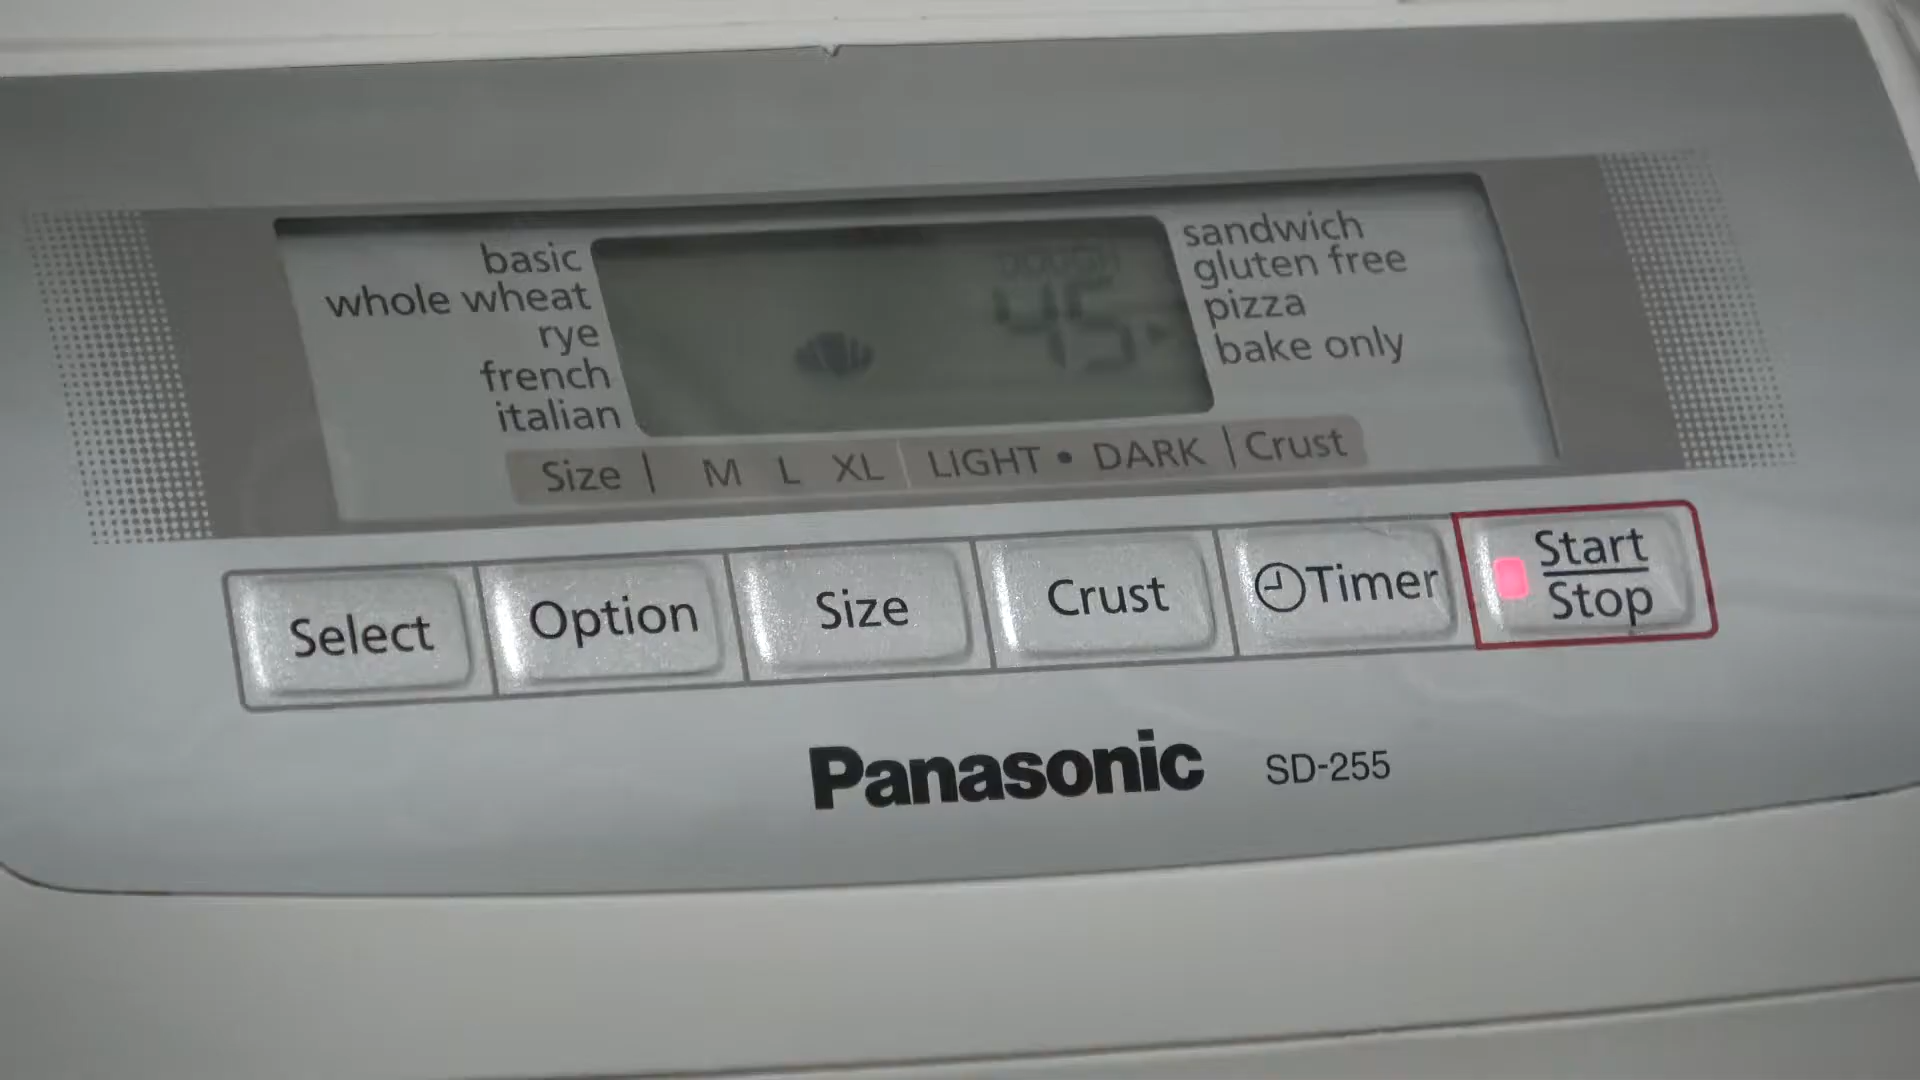 basic
whole wheat
rye
french
italian
DOUGH
45
sandwich
gluten free
pizza
bake only
Size | M L XL | LIGHT • DARK | Crust
Select
Option
Size
Crust
Timer
Start
Stop
Panasonic SD-255